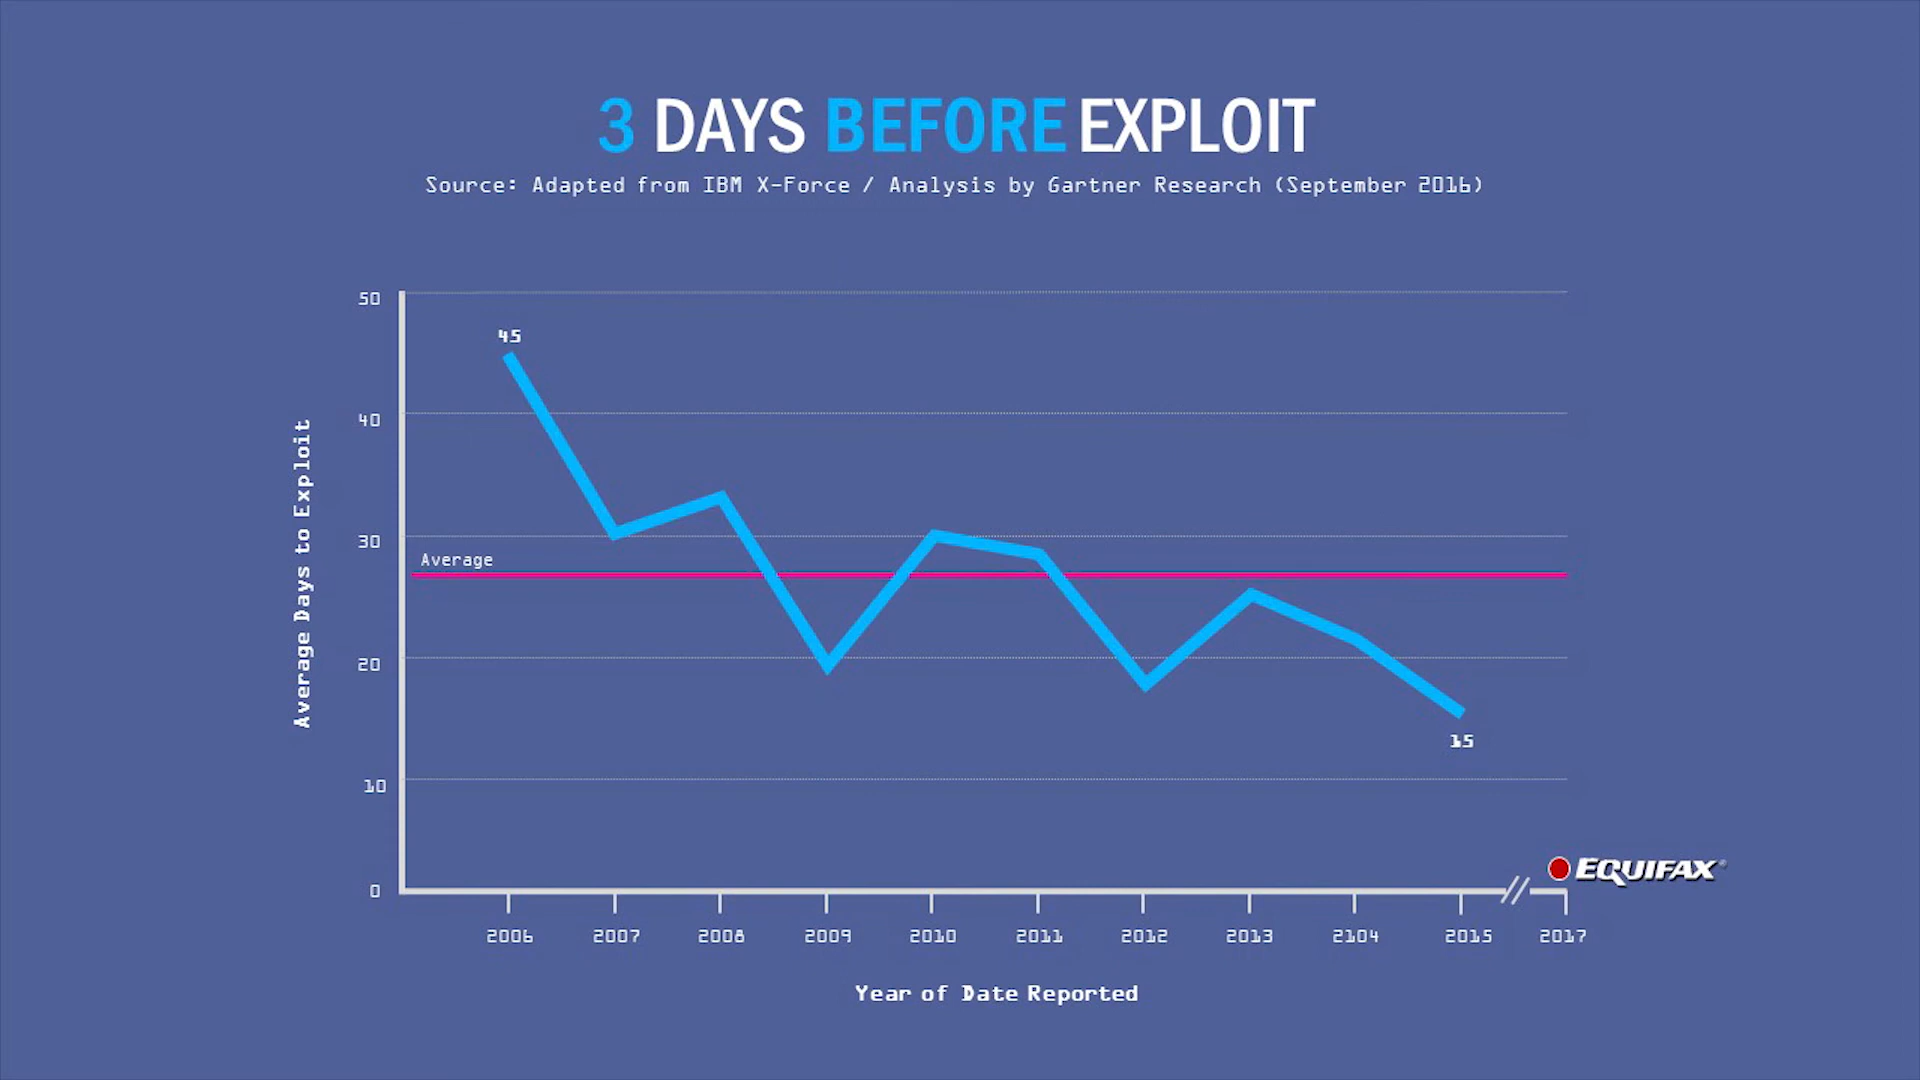 3 DAYS BEFORE EXPLOIT
Source: Adapted from IBM X-Force / Analysis by Gartner Research (September 2016)
50
45
40
30
Average
20
15
10
0
Average Days to Exploit
EQUIFAX®
2006 2007 2008 2009 2010 2011 2012 2013 2104 2015 2017
Year of Date Reported